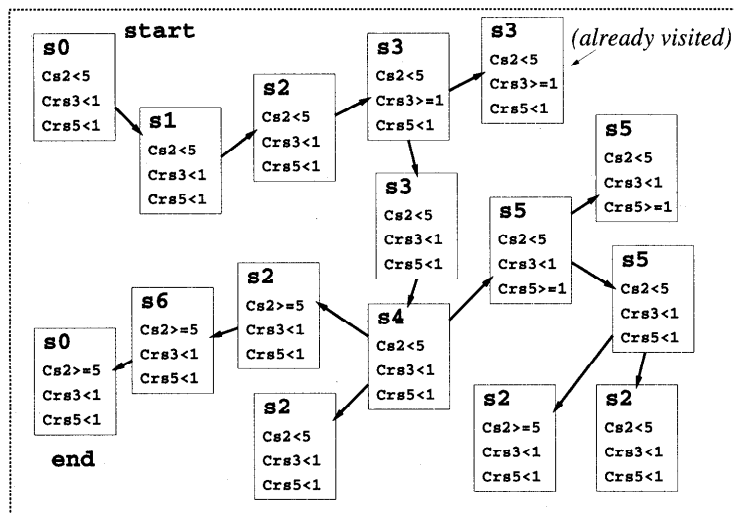 start
s0
Cs2<5
Crs3<1
Crs5<1
s1
Cs2<5
Crs3<1
Crs5<1
s2
Cs2<5
Crs3<1
Crs5<1
s3
Cs2<5
Crs3>=1
Crs5<1
s3
Cs2<5
Crs3>=1
Crs5<1
(already visited)
s3
Cs2<5
Crs3<1
Crs5<1
s5
Cs2<5
Crs3<1
Crs5>=1
s5
Cs2<5
Crs3<1
Crs5>=1
s5
Cs2<5
Crs3<1
Crs5<1
s4
Cs2<5
Crs3<1
Crs5<1
s2
Cs2>=5
Crs3<1
Crs5<1
s6
Cs2>=5
Crs3<1
Crs5<1
s0
Cs2>=5
Crs3<1
Crs5<1
end
s2
Cs2<5
Crs3<1
Crs5<1
s2
Cs2>=5
Crs3<1
Crs5<1
s2
Cs2<5
Crs3<1
Crs5<1